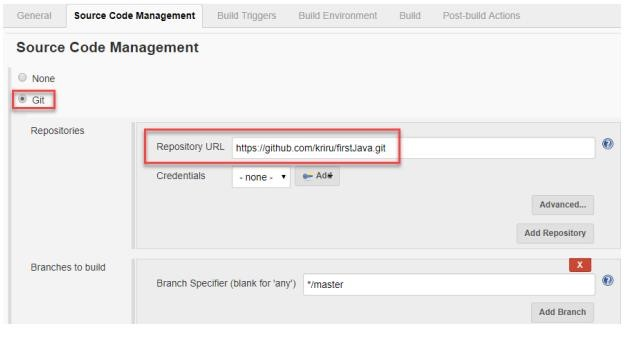 General Source Code Management Build Triggers Build Environment Build Post-build Actions
Source Code Management
None
Git
Repositories
Repository URL https://github.com/kriru/firstJava.git
Credentials - none - Add
Advanced...
Add Repository
Branches to build
X
Branch Specifier (blank for 'any') */master
Add Branch